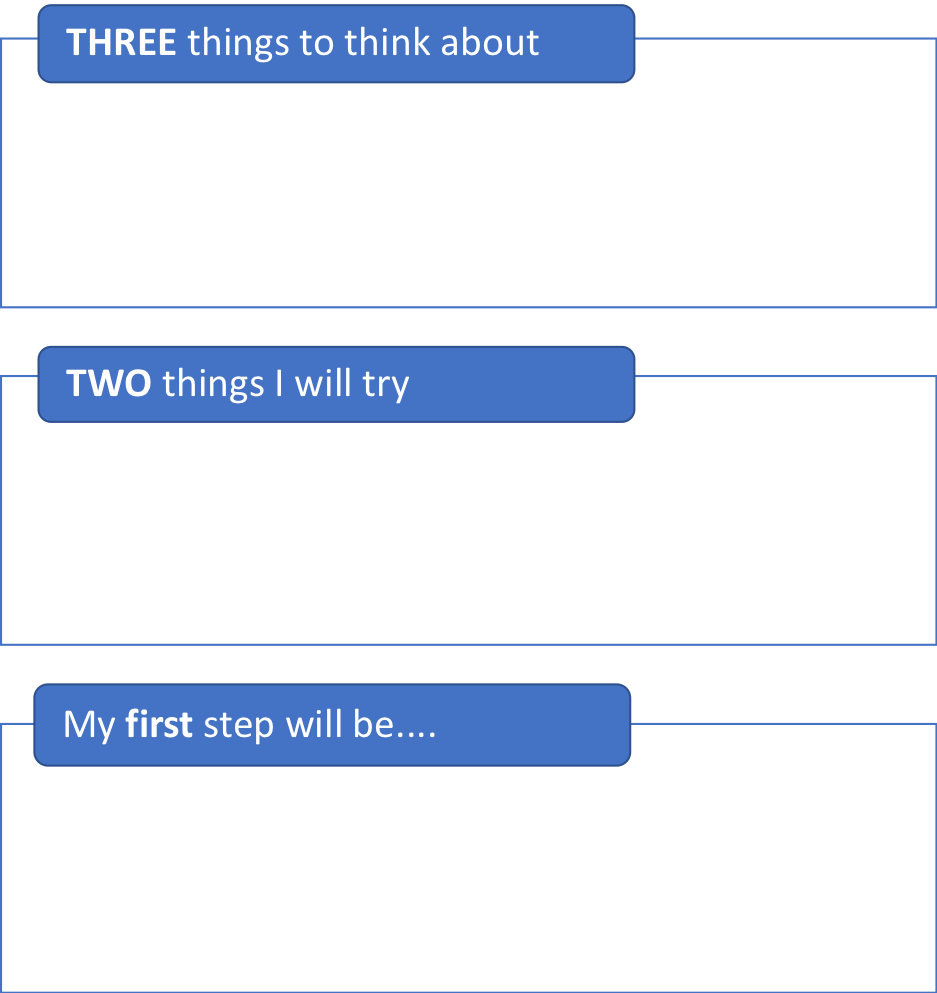 THREE things to think about
TWO things I will try
My first step will be....